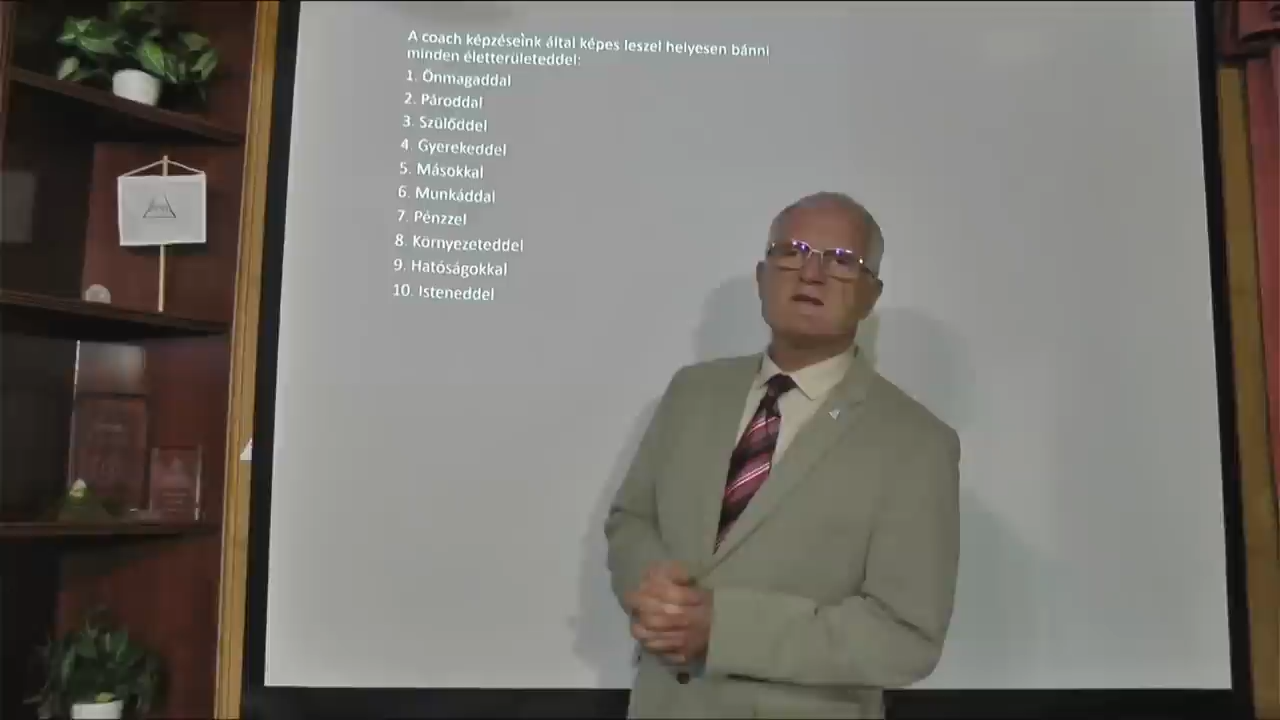 A coach képzéseink által képes leszel helyesen bánni
minden életterületeddel:
1. Önmagaddal
2. Pároddal
3. Szülőddel
4. Gyerekeddel
5. Másokkal
6. Munkáddal
7. Pénzzel
8. Környezeteddel
9. Hatóságokkal
10. Isteneddel